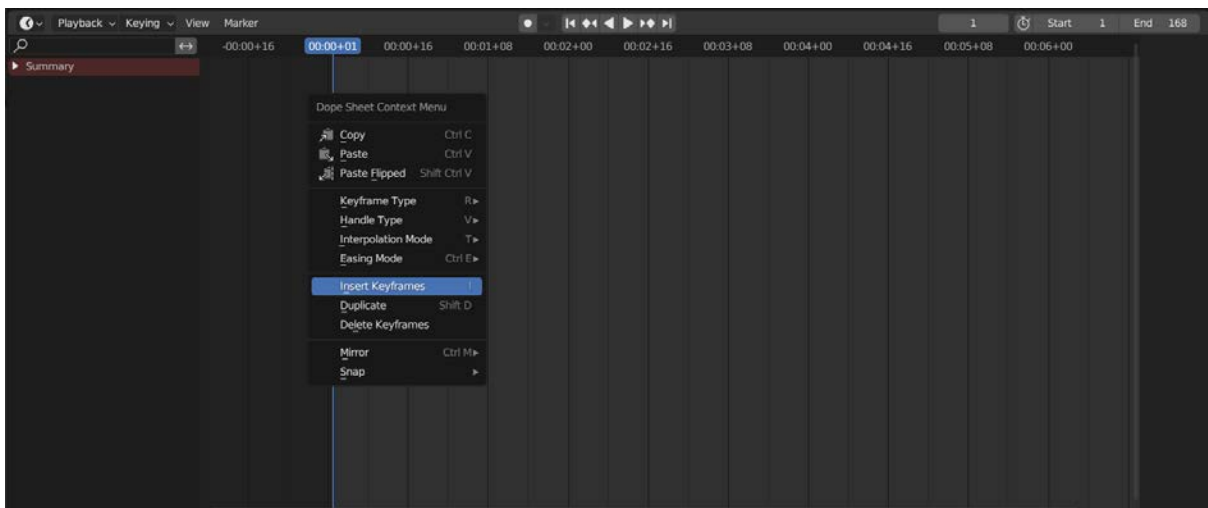 Playback Keying View Marker 1 Start 1 End 168
-00:00+16 00:00+01 00:00+16 00:01+08 00:02+00 00:02+16 00:03+08 00:04+00 00:04+16 00:05+08 00:06+00
Summary
Dope Sheet Context Menu
Copy Ctrl C
Paste Ctrl V
Paste Flipped Shift Ctrl V
Keyframe Type R
Handle Type V
Interpolation Mode T
Easing Mode Ctrl E
Insert Keyframes I
Duplicate Shift D
Delete Keyframes
Mirror Ctrl M
Snap